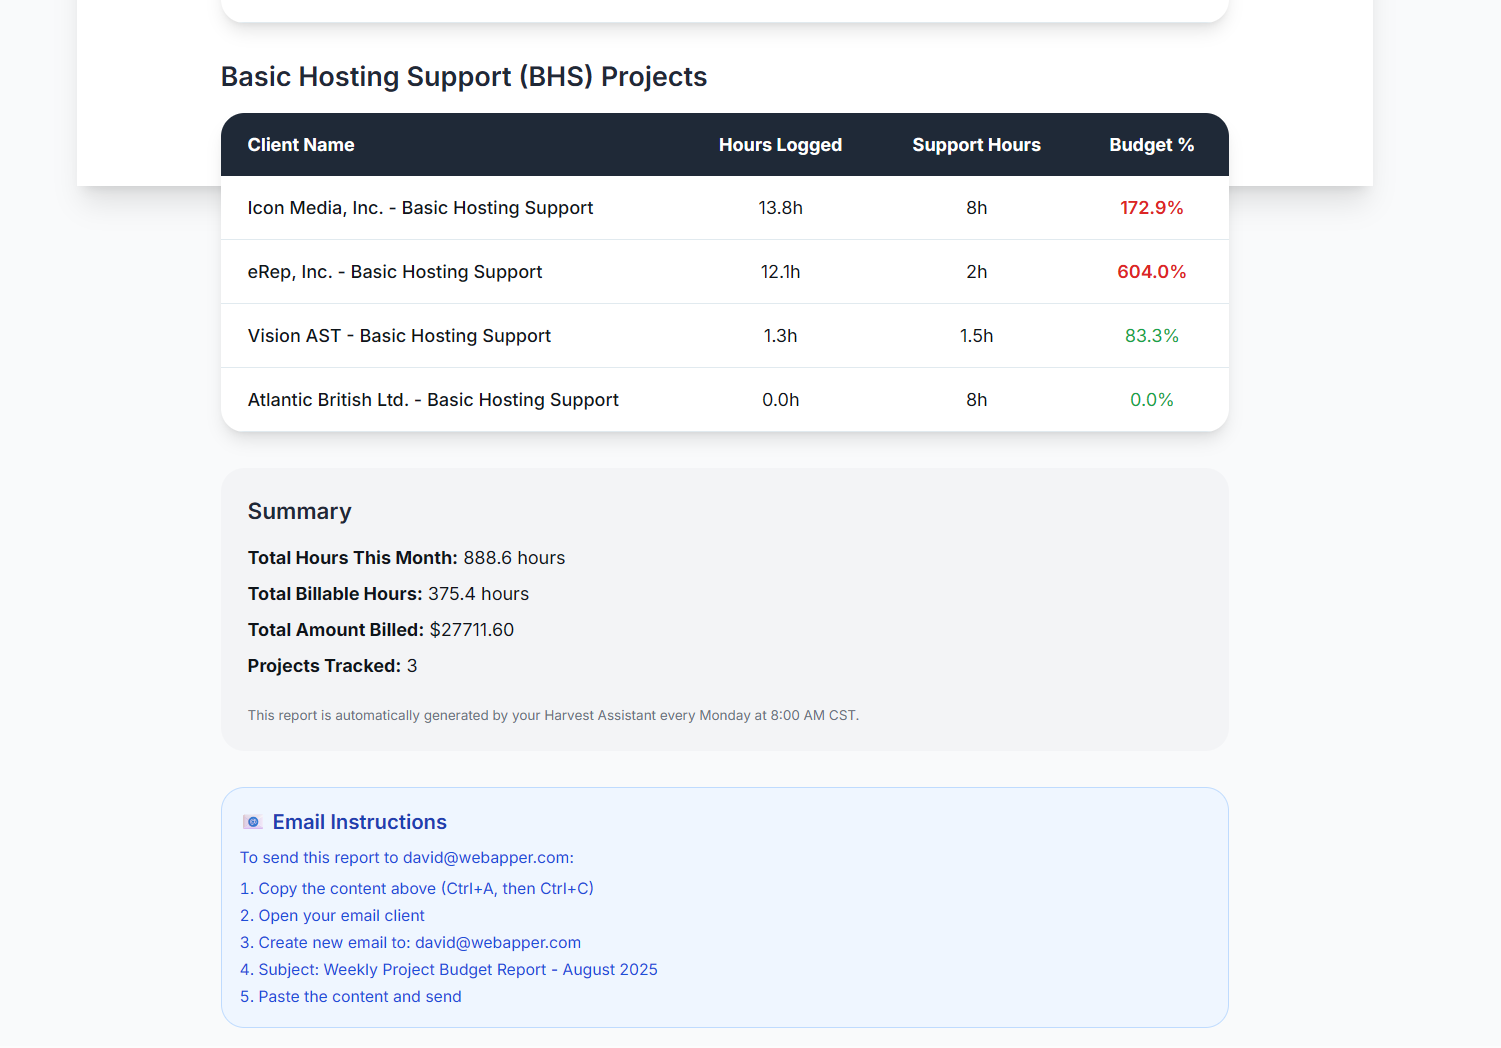 Basic Hosting Support (BHS) Projects
Client Name Hours Logged Support Hours Budget %
Icon Media, Inc. - Basic Hosting Support 13.8h 8h 172.9%
eRep, Inc. - Basic Hosting Support 12.1h 2h 604.0%
Vision AST - Basic Hosting Support 1.3h 1.5h 83.3%
Atlantic British Ltd. - Basic Hosting Support 0.0h 8h 0.0%
Summary
Total Hours This Month: 888.6 hours
Total Billable Hours: 375.4 hours
Total Amount Billed: $27711.60
Projects Tracked: 3
This report is automatically generated by your Harvest Assistant every Monday at 8:00 AM CST.
Email Instructions
To send this report to david@webapper.com:
1. Copy the content above (Ctrl+A, then Ctrl+C)
2. Open your email client
3. Create new email to: david@webapper.com
4. Subject: Weekly Project Budget Report - August 2025
5. Paste the content and send